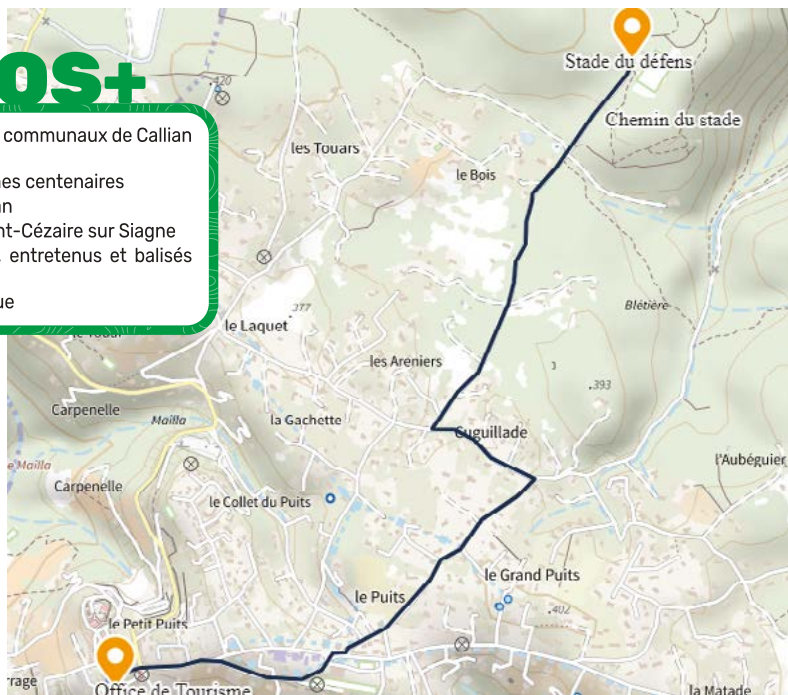 OS+
communaux de Callian
nes centenaires
an
nt-Cézaire sur Siagne
entretenus et balisés
ue
Stade du défens
420
Chemin du stade
les Touars
le Bois
Blétière
377
le Laquet
les Areniers
393
Carpenelle
Mailla
la Gachette
Cuguillade
e Mailla
l'Aubéguier
Carpenelle
le Collet du Puits
le Grand Puits
le Puits
402
le Petit Puits
rrage
Office de Tourisme
la Matade